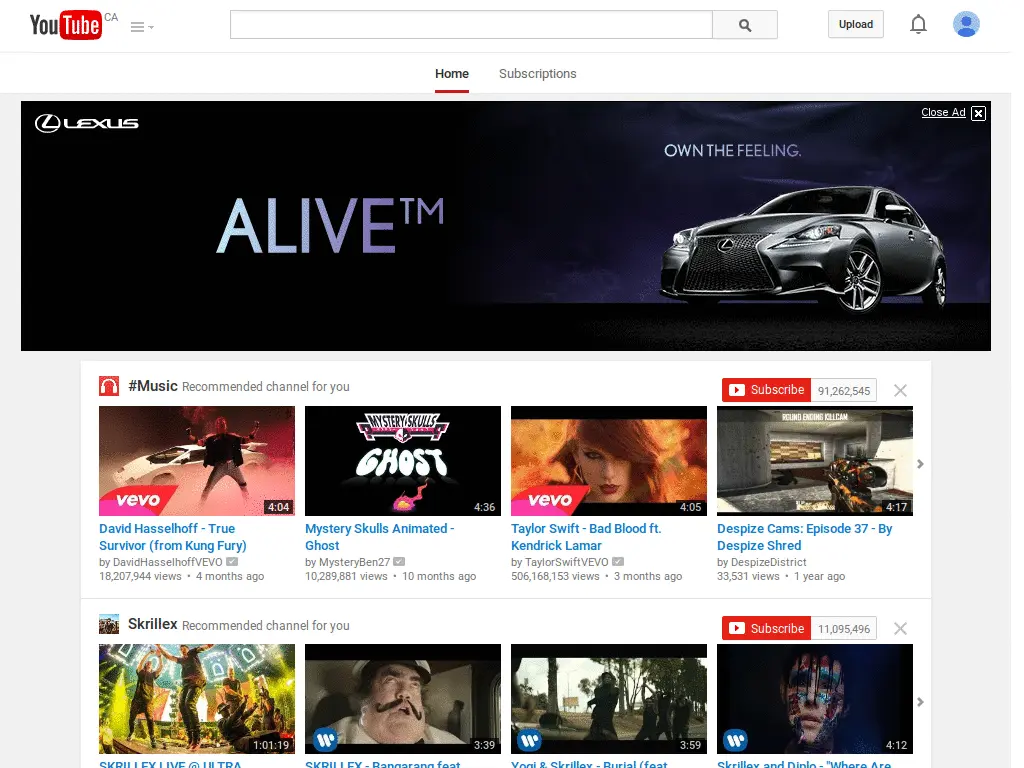 YouTube CA
Upload
Home Subscriptions
LEXUS
Close Ad
OWN THE FEELING.
ALIVE™
#Music Recommended channel for you
Subscribe 91,262,545
vevo
4:04
MYSTERY SKULLS
GHOST
4:36
vevo
4:05
ROUND ENDING KILLCAM
4:17
David Hasselhoff - True
Survivor (from Kung Fury)
by DavidHasselhoffVEVO
18,207,944 views • 4 months ago
Mystery Skulls Animated -
Ghost
by MysteryBen27
10,289,881 views • 10 months ago
Taylor Swift - Bad Blood ft.
Kendrick Lamar
by TaylorSwiftVEVO
506,168,153 views • 3 months ago
Despize Cams: Episode 37 - By
Despize Shred
by DespizeDistrict
33,531 views • 1 year ago
Skrillex Recommended channel for you
Subscribe 11,095,496
1:01:19
3:39
3:59
4:12
SKRILLEX LIVE @ ULTRA
SKRILLEX - Bangarang feat.
Yogi & Skrillex - Burial (feat.
Skrillex and Diplo - "Where Are